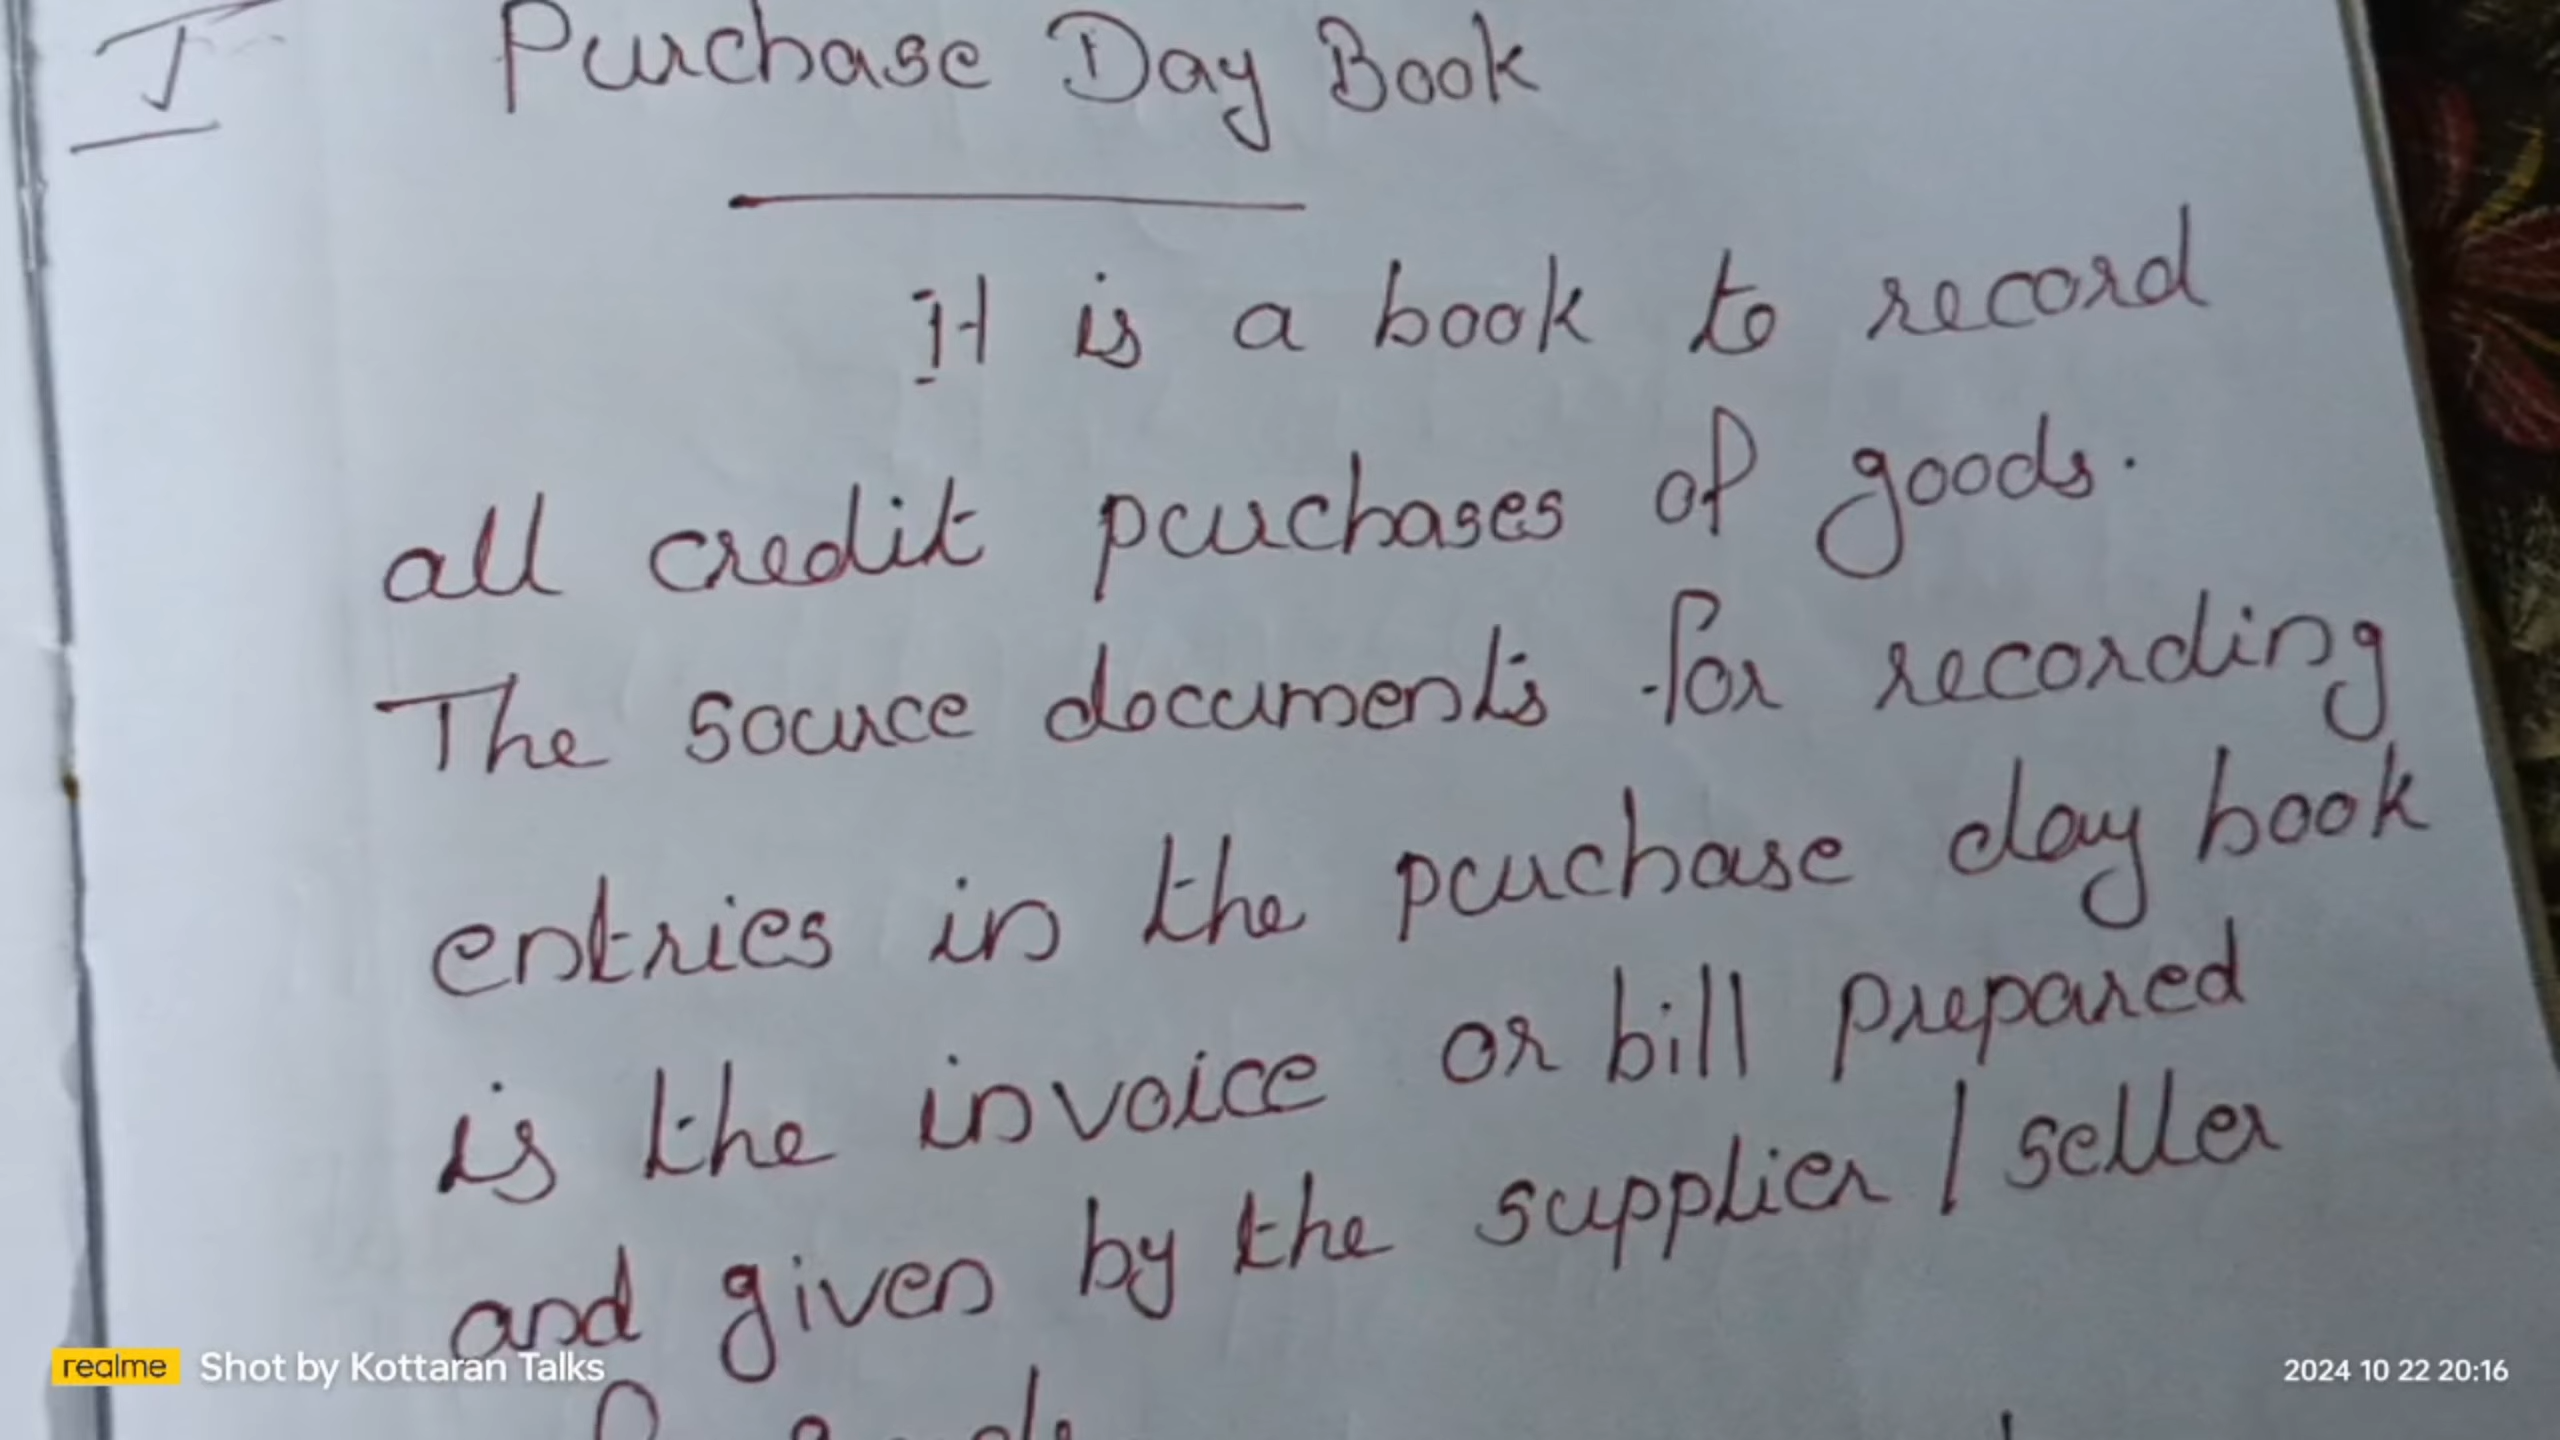 I Purchase Day Book
It is a book to record
all credit purchases of goods.
The source documents for recording
entries in the purchase day book
is the invoice or bill prepared
and given by the supplier / seller
realme Shot by Kottaran Talks
2024 10 22 20:16